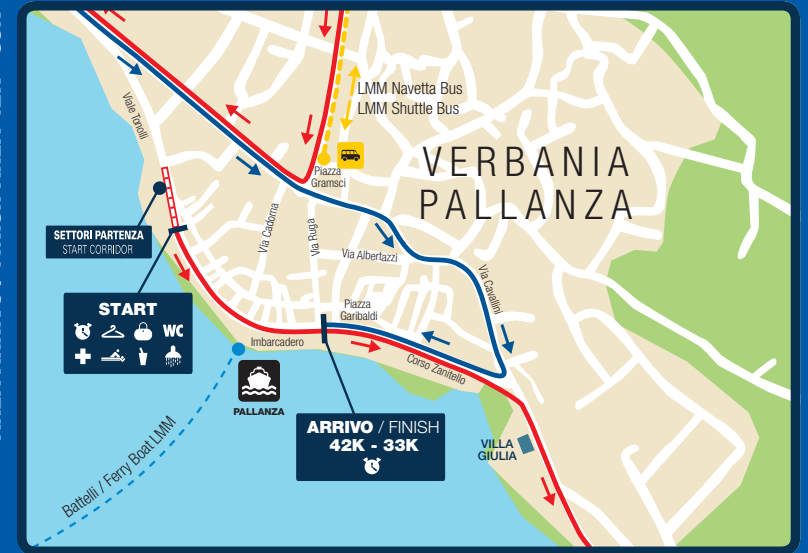 LMM Navetta Bus
LMM Shuttle Bus
Viale Tonolli
Piazza
Gramsci
VERBANIA
PALLANZA
SETTORI PARTENZA
START CORRIDOR
Via Cadorna
Via Ruga
Via Albertazzi
Via Cavallini
START
WC
Piazza
Garibaldi
Imbarcadero
Corso Zanitello
PALLANZA
ARRIVO / FINISH
42K - 33K
VILLA
GIULIA
Battelli / Ferry Boat LMM